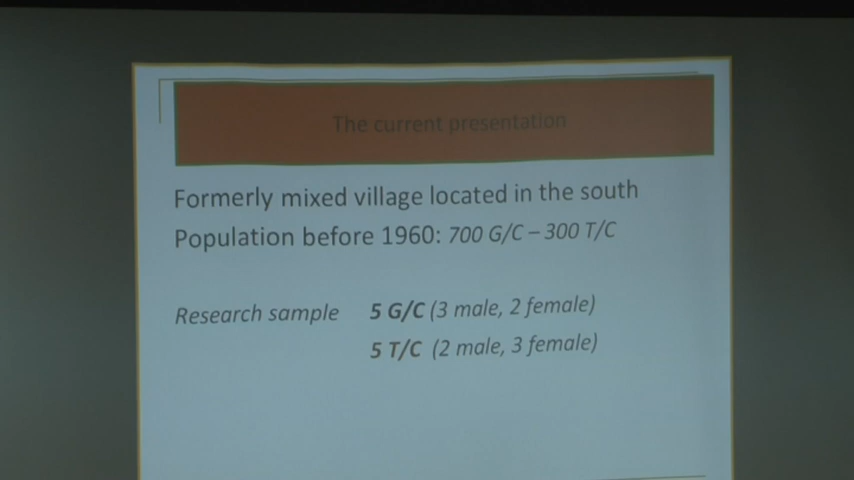 The current presentation
Formerly mixed village located in the south
Population before 1960: 700 G/C – 300 T/C
Research sample 5 G/C (3 male, 2 female)
5 T/C (2 male, 3 female)